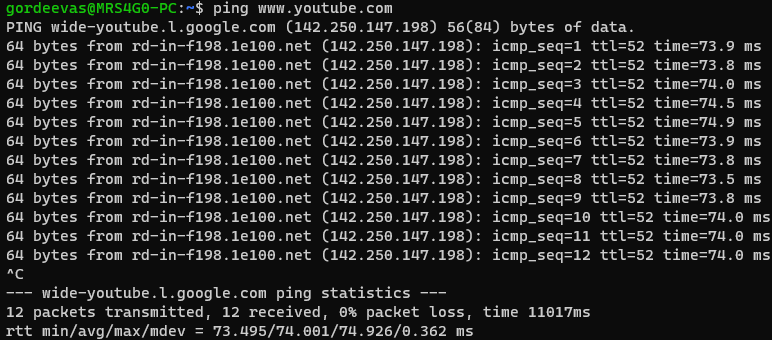 gordeevas@MRS4G0-PC:~$ ping www.youtube.com
PING wide-youtube.l.google.com (142.250.147.198) 56(84) bytes of data.
64 bytes from rd-in-f198.1e100.net (142.250.147.198): icmp_seq=1 ttl=52 time=73.9 ms
64 bytes from rd-in-f198.1e100.net (142.250.147.198): icmp_seq=2 ttl=52 time=73.8 ms
64 bytes from rd-in-f198.1e100.net (142.250.147.198): icmp_seq=3 ttl=52 time=74.0 ms
64 bytes from rd-in-f198.1e100.net (142.250.147.198): icmp_seq=4 ttl=52 time=74.5 ms
64 bytes from rd-in-f198.1e100.net (142.250.147.198): icmp_seq=5 ttl=52 time=74.9 ms
64 bytes from rd-in-f198.1e100.net (142.250.147.198): icmp_seq=6 ttl=52 time=73.9 ms
64 bytes from rd-in-f198.1e100.net (142.250.147.198): icmp_seq=7 ttl=52 time=73.8 ms
64 bytes from rd-in-f198.1e100.net (142.250.147.198): icmp_seq=8 ttl=52 time=73.5 ms
64 bytes from rd-in-f198.1e100.net (142.250.147.198): icmp_seq=9 ttl=52 time=73.8 ms
64 bytes from rd-in-f198.1e100.net (142.250.147.198): icmp_seq=10 ttl=52 time=74.0 ms
64 bytes from rd-in-f198.1e100.net (142.250.147.198): icmp_seq=11 ttl=52 time=74.0 ms
64 bytes from rd-in-f198.1e100.net (142.250.147.198): icmp_seq=12 ttl=52 time=74.0 ms
^C
--- wide-youtube.l.google.com ping statistics ---
12 packets transmitted, 12 received, 0% packet loss, time 11017ms
rtt min/avg/max/mdev = 73.495/74.001/74.926/0.362 ms